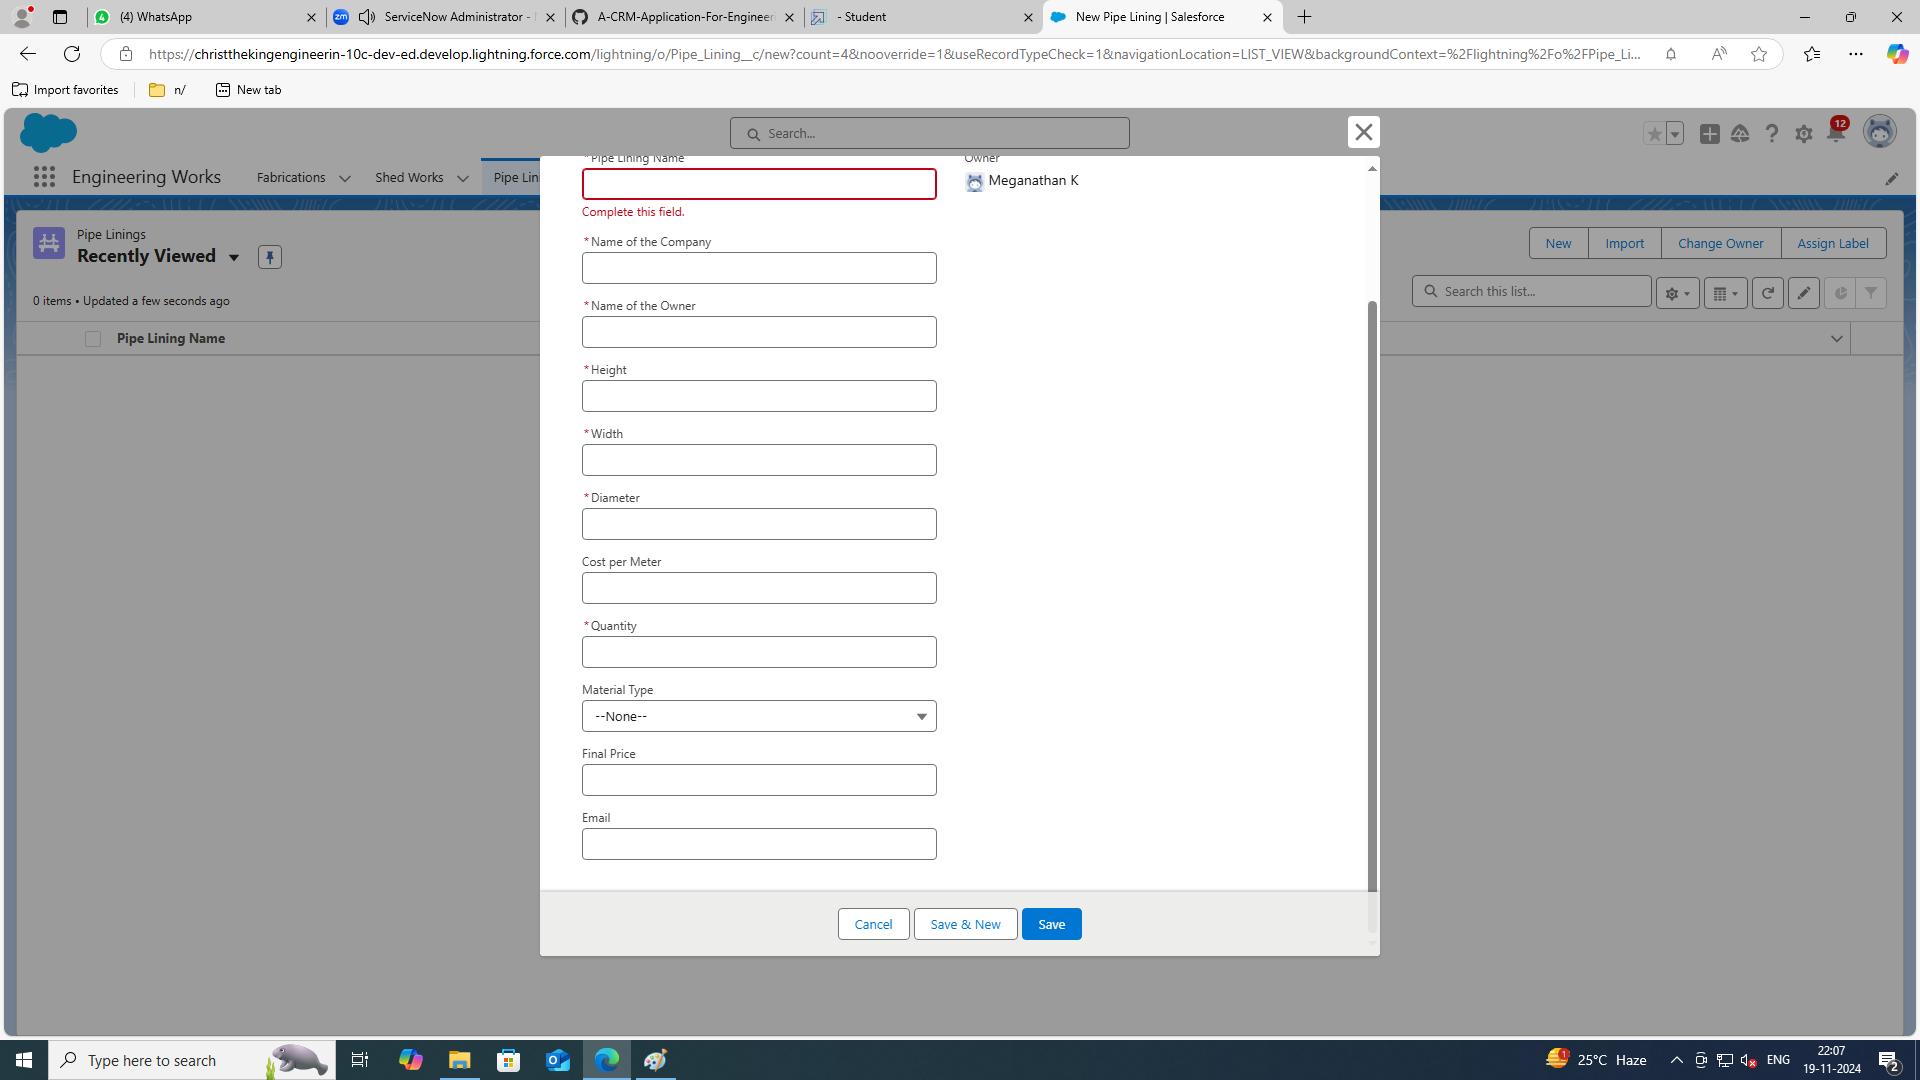 (4) WhatsApp
ServiceNow Administrator -
A-CRM-Application-For-Engineeri
- Student
New Pipe Lining | Salesforce
https://christthekingengineerin-10c-dev-ed.develop.lightning.force.com/lightning/o/Pipe_Lining__c/new?count=4&nooverride=1&useRecordTypeCheck=1&navigationLocation=LIST_VIEW&backgroundContext=%2Flightning%2Fo%2FPipe_Li...
Import favorites
n/
New tab
Search...
12
Engineering Works
Fabrications
Shed Works
Pipe Lin
Pipe Linings
Recently Viewed
0 items • Updated a few seconds ago
New
Import
Change Owner
Assign Label
Search this list...
Pipe Lining Name
*Pipe Lining Name
Owner
Meganathan K
Complete this field.
*Name of the Company
*Name of the Owner
*Height
*Width
*Diameter
Cost per Meter
*Quantity
Material Type
--None--
Final Price
Email
Cancel
Save & New
Save
Type here to search
1
25°C Haze
ENG
22:07
19-11-2024
2